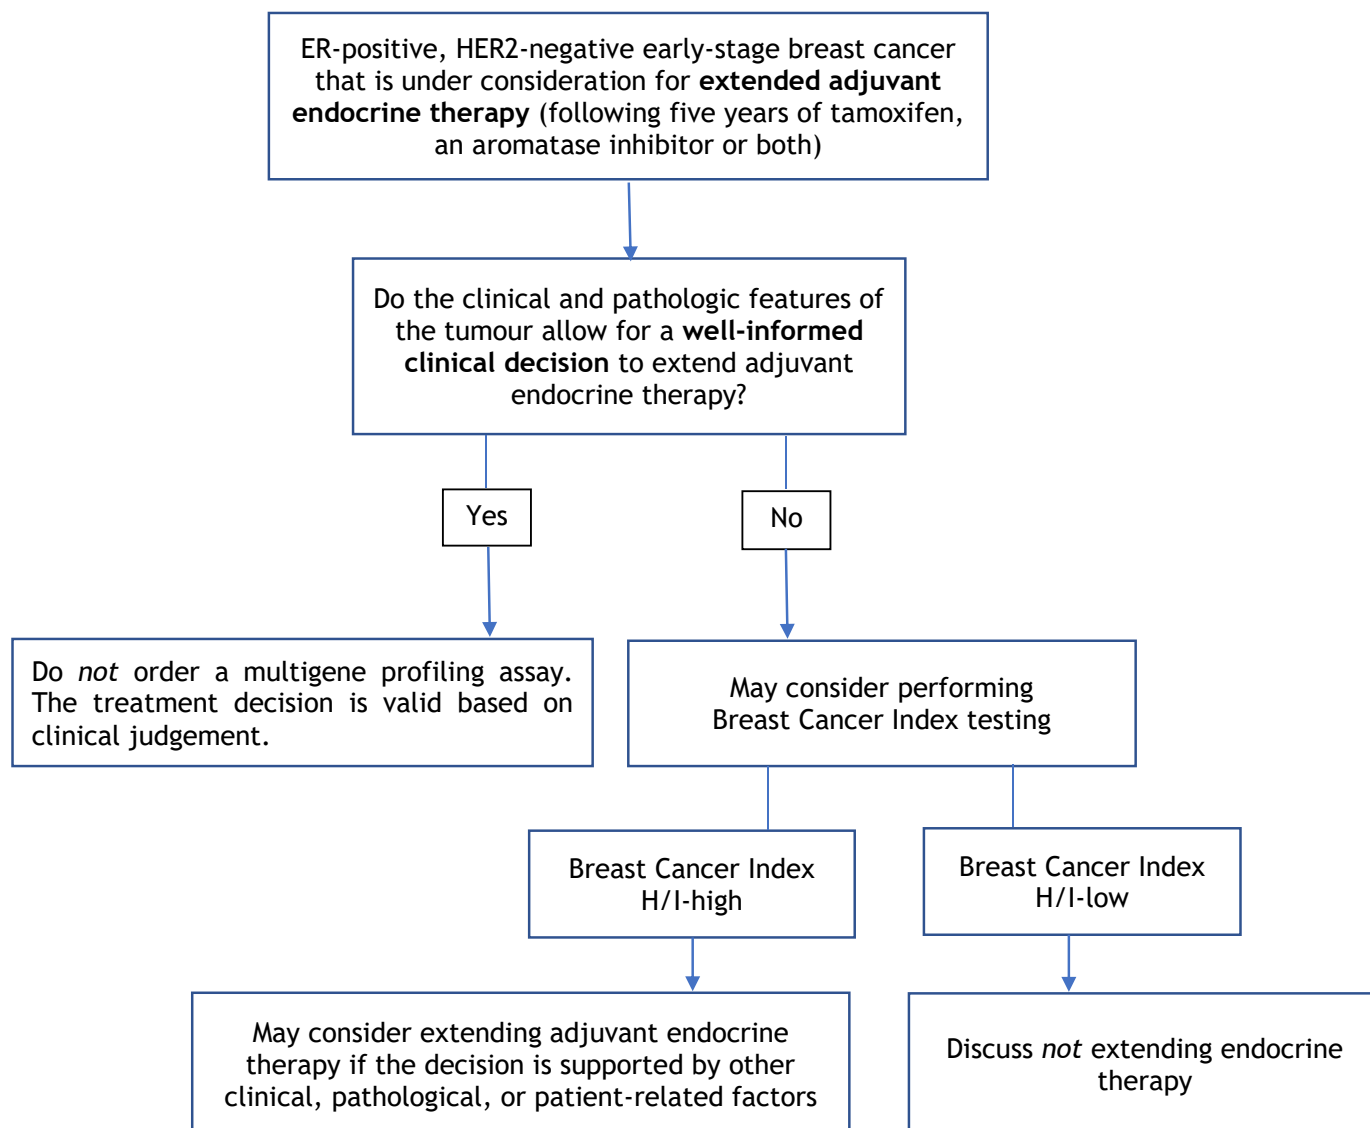 ER-positive, HER2-negative early-stage breast cancer
that is under consideration for extended adjuvant
endocrine therapy (following five years of tamoxifen,
an aromatase inhibitor or both)
Do the clinical and pathologic features of
the tumour allow for a well-informed
clinical decision to extend adjuvant
endocrine therapy?
Yes
No
Do not order a multigene profiling assay.
The treatment decision is valid based on
clinical judgement.
May consider performing
Breast Cancer Index testing
Breast Cancer Index
H/I-high
Breast Cancer Index
H/I-low
May consider extending adjuvant endocrine
therapy if the decision is supported by other
clinical, pathological, or patient-related factors
Discuss not extending endocrine
therapy